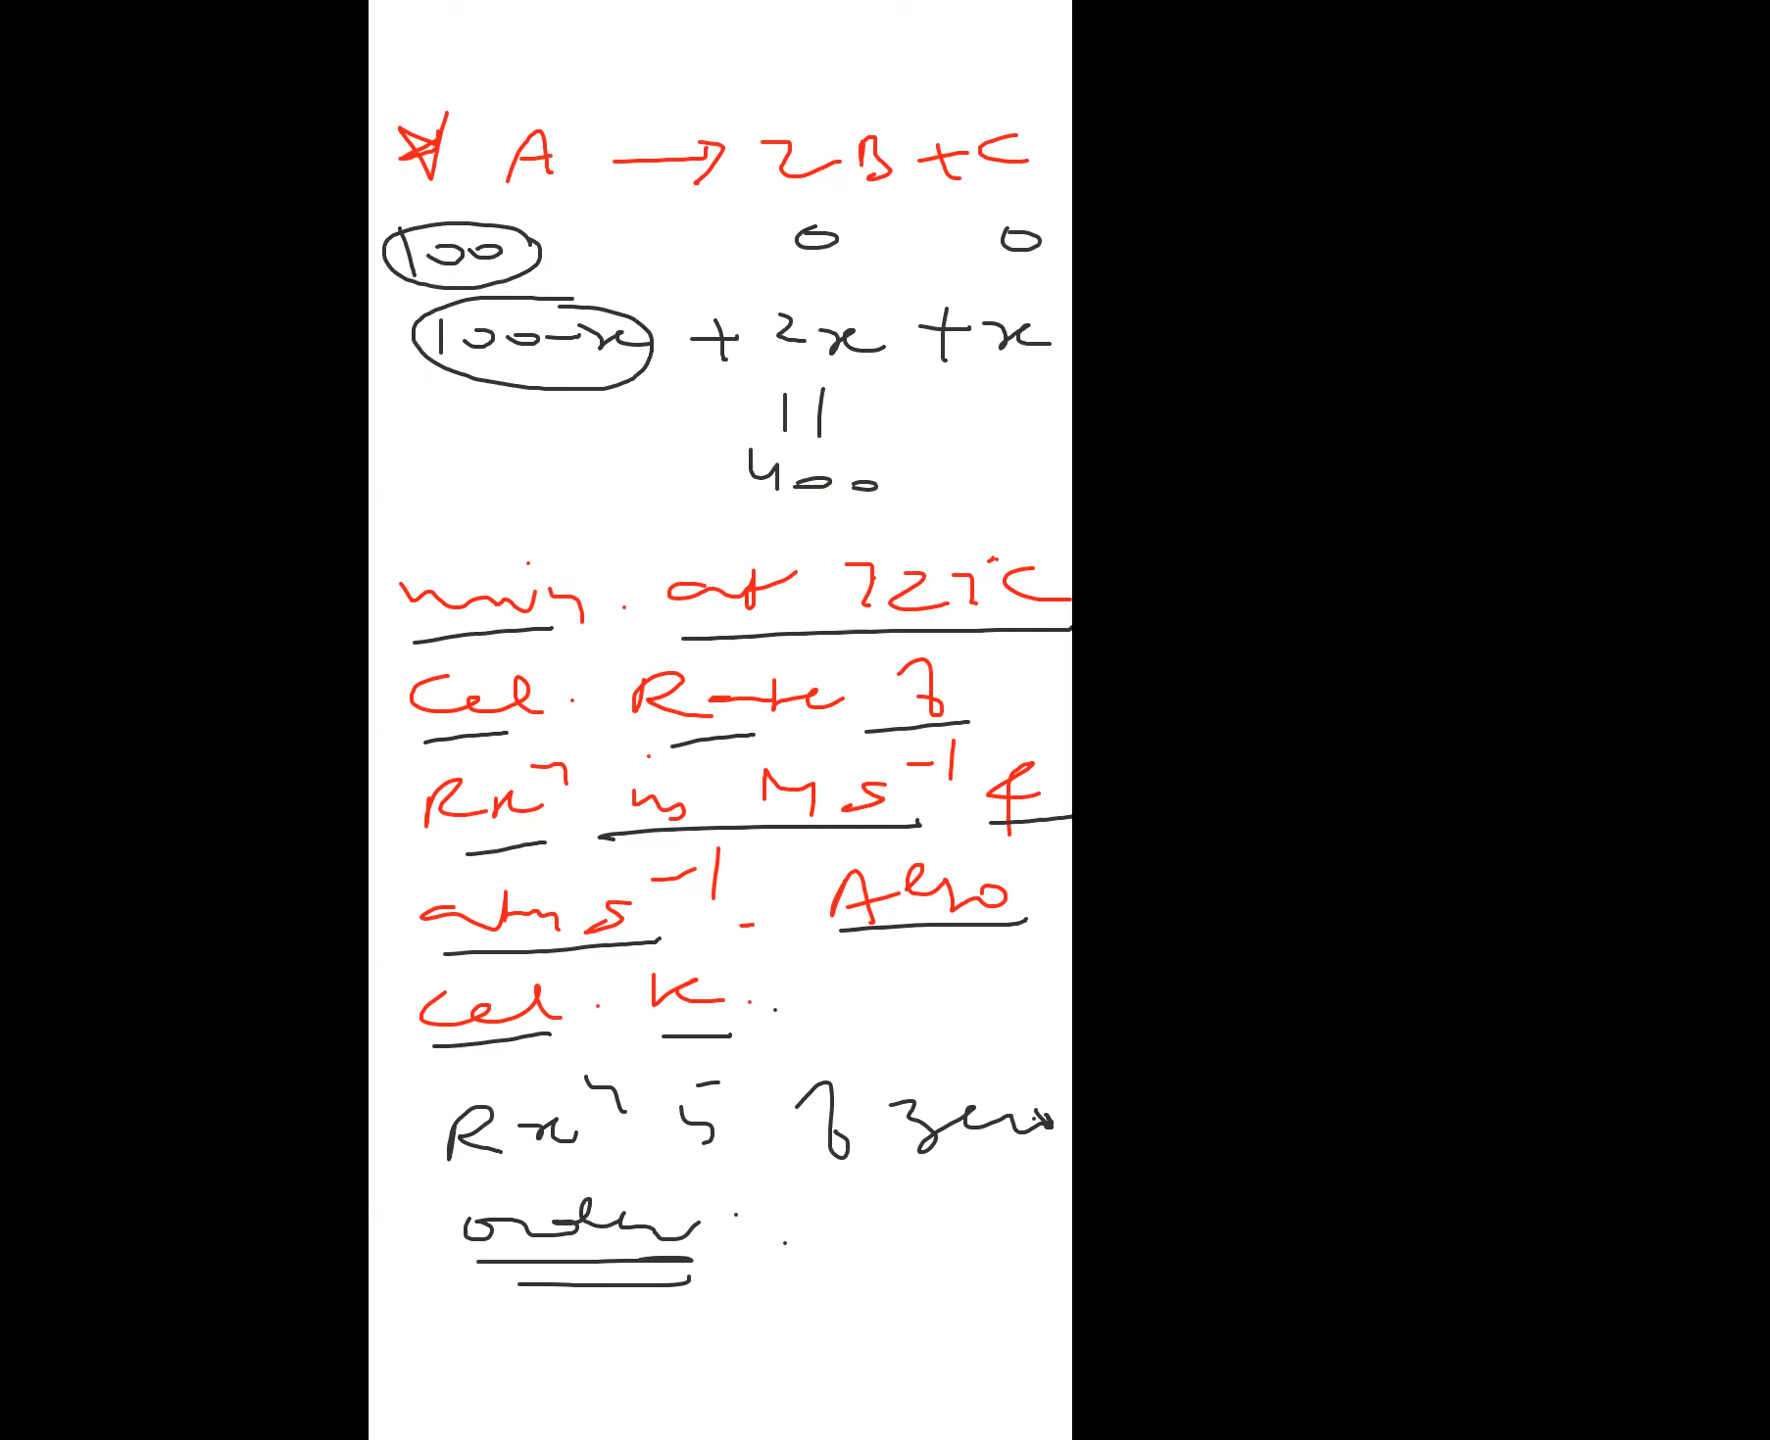 A → 2B + C
100 0 0
100-x + 2x + x
||
400
min. at 727°C
Cal. Rate of
Rxn in M s⁻¹ &
atm s⁻¹. Also
Cal. K.
Rxn is of zero
order.